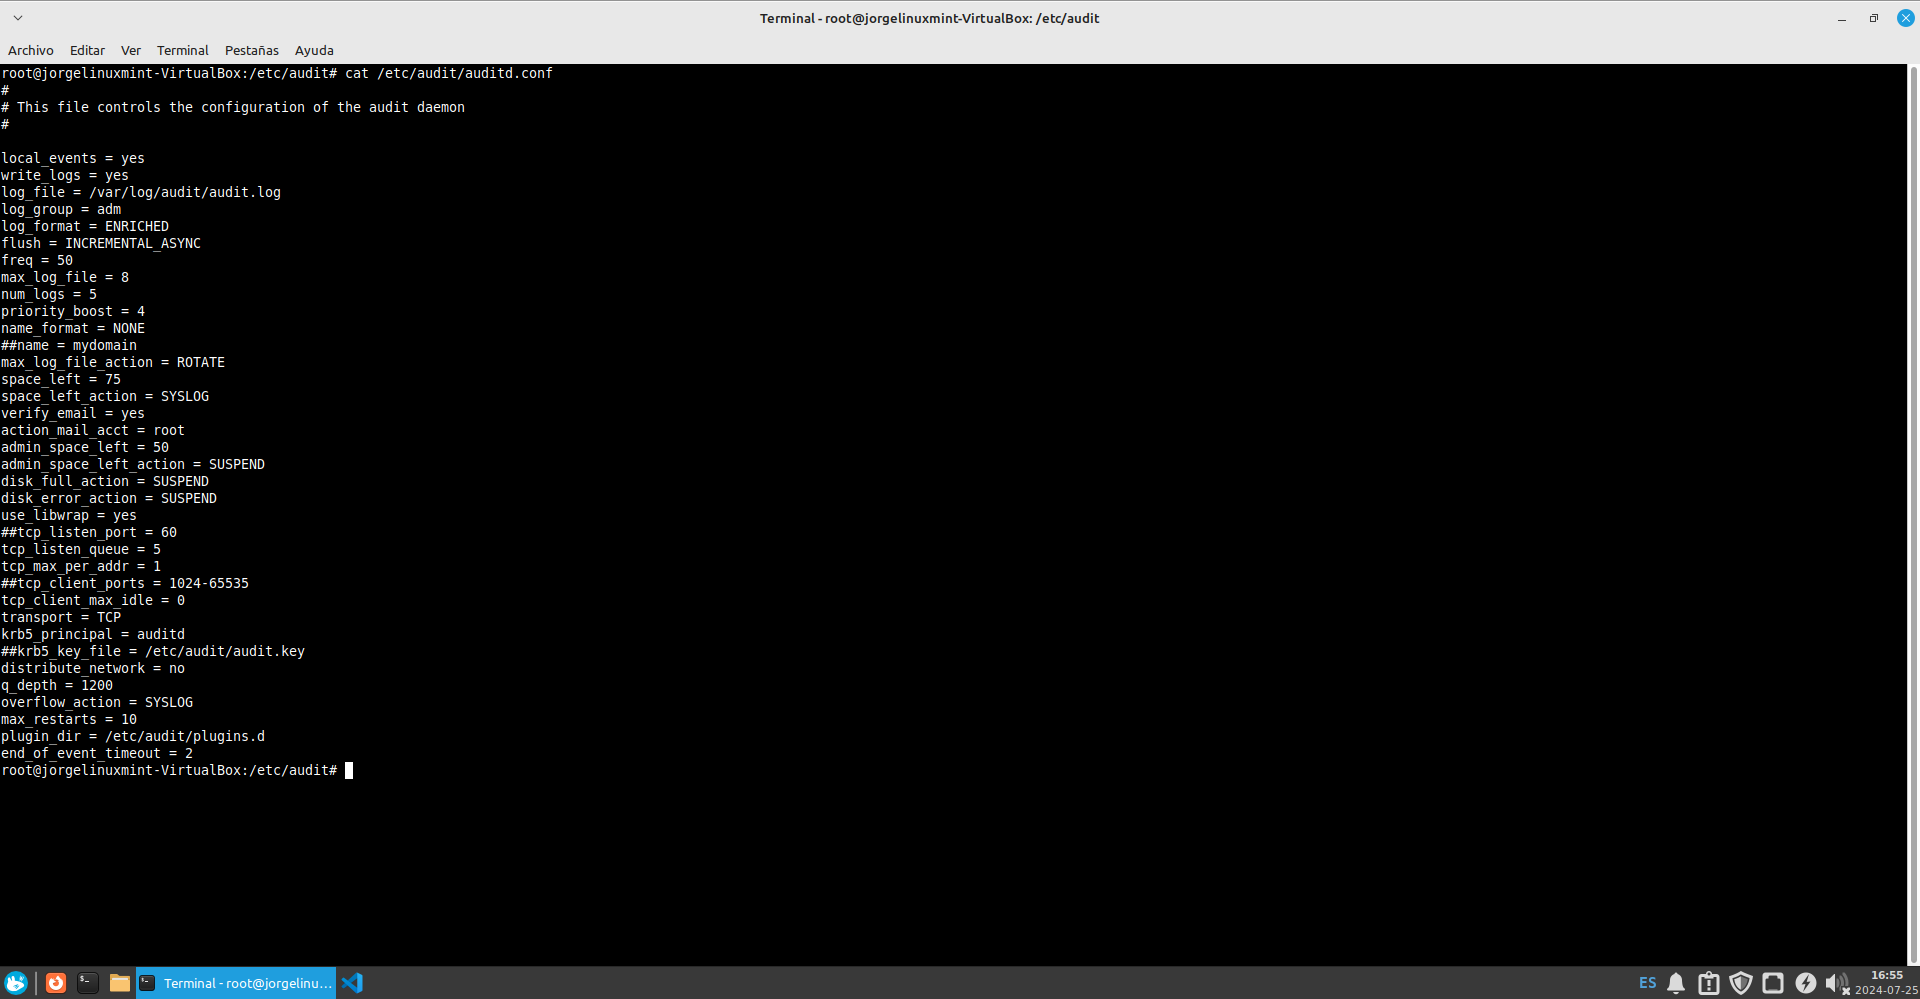 Terminal - root@jorgelinuxmint-VirtualBox: /etc/audit
Archivo Editar Ver Terminal Pestañas Ayuda
root@jorgelinuxmint-VirtualBox:/etc/audit# cat /etc/audit/auditd.conf
#
# This file controls the configuration of the audit daemon
#
local_events = yes
write_logs = yes
log_file = /var/log/audit/audit.log
log_group = adm
log_format = ENRICHED
flush = INCREMENTAL_ASYNC
freq = 50
max_log_file = 8
num_logs = 5
priority_boost = 4
name_format = NONE
##name = mydomain
max_log_file_action = ROTATE
space_left = 75
space_left_action = SYSLOG
verify_email = yes
action_mail_acct = root
admin_space_left = 50
admin_space_left_action = SUSPEND
disk_full_action = SUSPEND
disk_error_action = SUSPEND
use_libwrap = yes
##tcp_listen_port = 60
tcp_listen_queue = 5
tcp_max_per_addr = 1
##tcp_client_ports = 1024-65535
tcp_client_max_idle = 0
transport = TCP
krb5_principal = auditd
##krb5_key_file = /etc/audit/audit.key
distribute_network = no
q_depth = 1200
overflow_action = SYSLOG
max_restarts = 10
plugin_dir = /etc/audit/plugins.d
end_of_event_timeout = 2
root@jorgelinuxmint-VirtualBox:/etc/audit#
Terminal - root@jorgelinu...
ES
16:55
2024-07-25